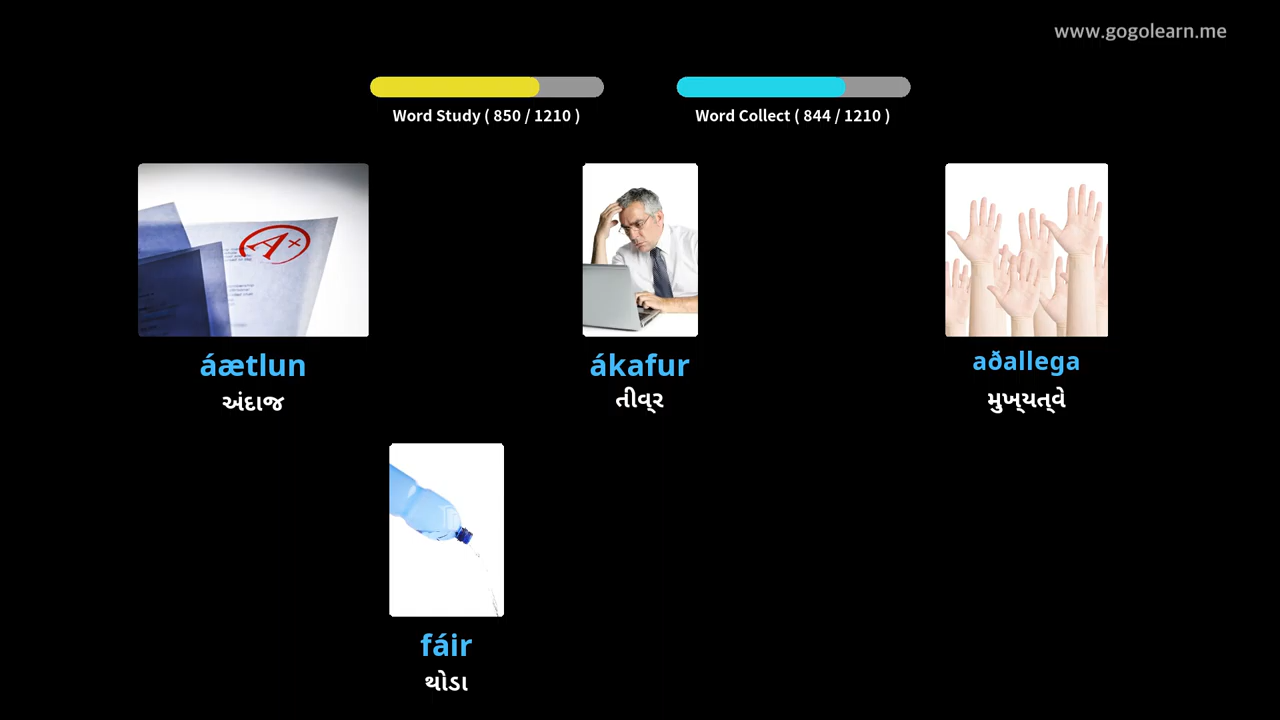 www.gogolearn.me
Word Study ( 850 / 1210 )
Word Collect ( 844 / 1210 )
A+
áætlun
ákafur
aðallega
અંદાજ
તીવ્ર
મુખ્યત્વે
fáir
થોડા